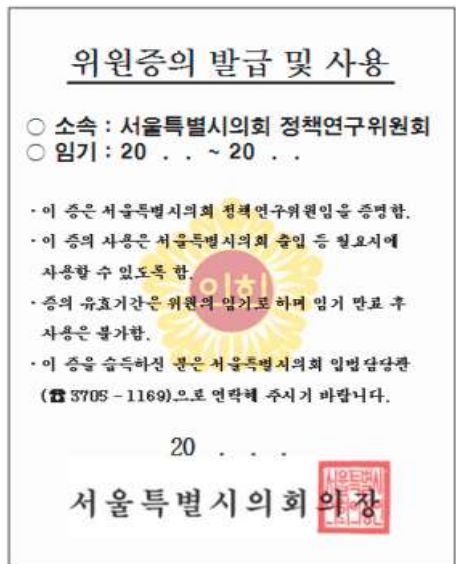 위원증의 발급 및 사용
○ 소속 : 서울특별시의회 정책연구위원회
○ 임기 : 20 . . ~ 20 . .
· 이 증은 서울특별시의회 정책연구위원임을 증명함.
· 이 증의 사용은 서울특별시의회 출입 등 필요시에
사용할 수 있도록 함.
의회
· 증의 유효기간은 위원의 임기로 하며 임기 만료 후
사용은 불가함.
· 이 증을 습득하신 분은 서울특별시의회 입법담당관
(☎ 3705 - 1169)으로 연락해 주시기 바랍니다.
20 . . .
서울특별시의회의장